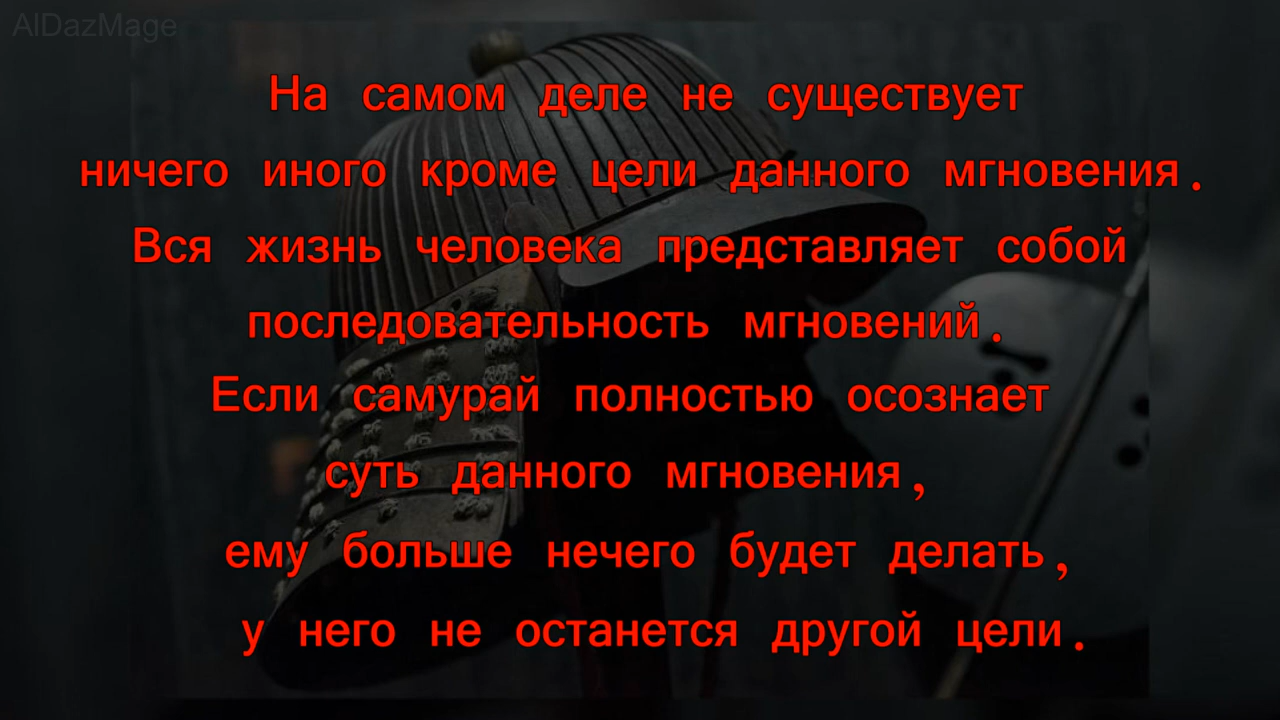 AlDazMage
На самом деле не существует
ничего иного кроме цели данного мгновения.
Вся жизнь человека представляет собой
последовательность мгновений.
Если самурай полностью осознает
суть данного мгновения,
ему больше нечего будет делать,
у него не останется другой цели.